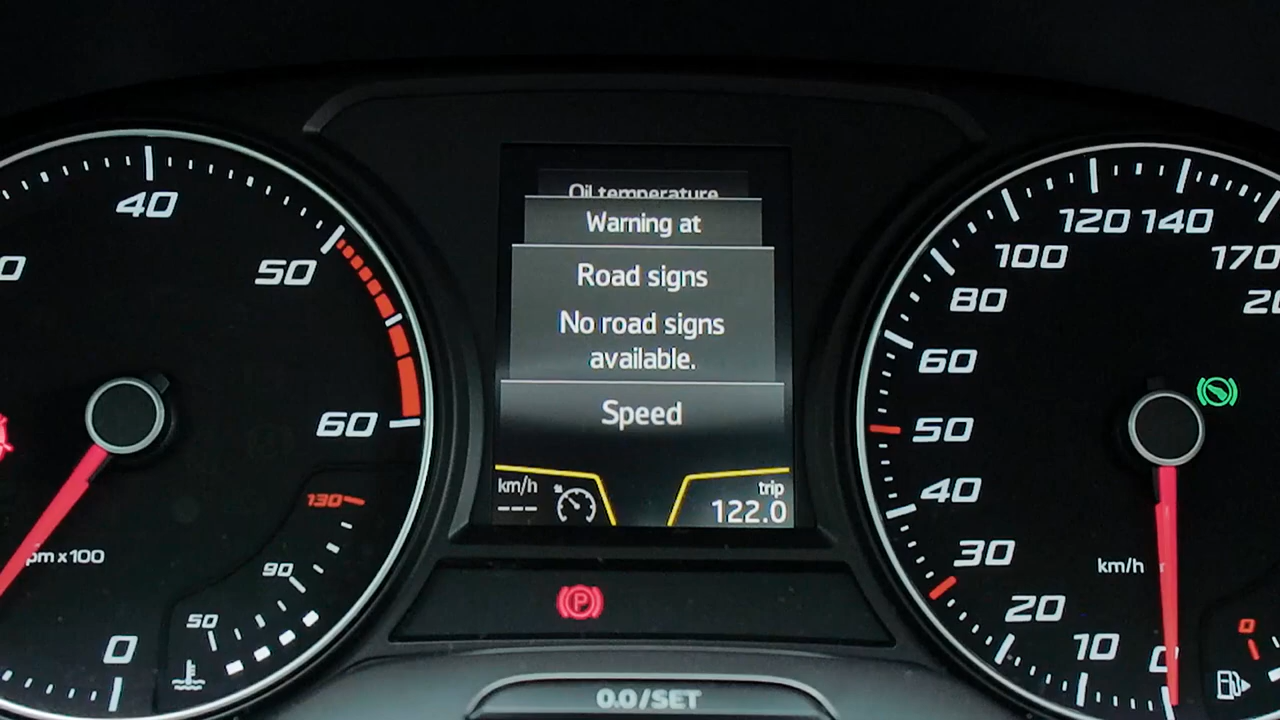 Oil temperature
Warning at
Road signs
No road signs
available.
Speed
km/h
---
trip
122.0
40
50
60
130
90
50
0
x100
P
0.0/SET
120 140
100
170
80
60
50
40
30
20
10
0
km/h
0